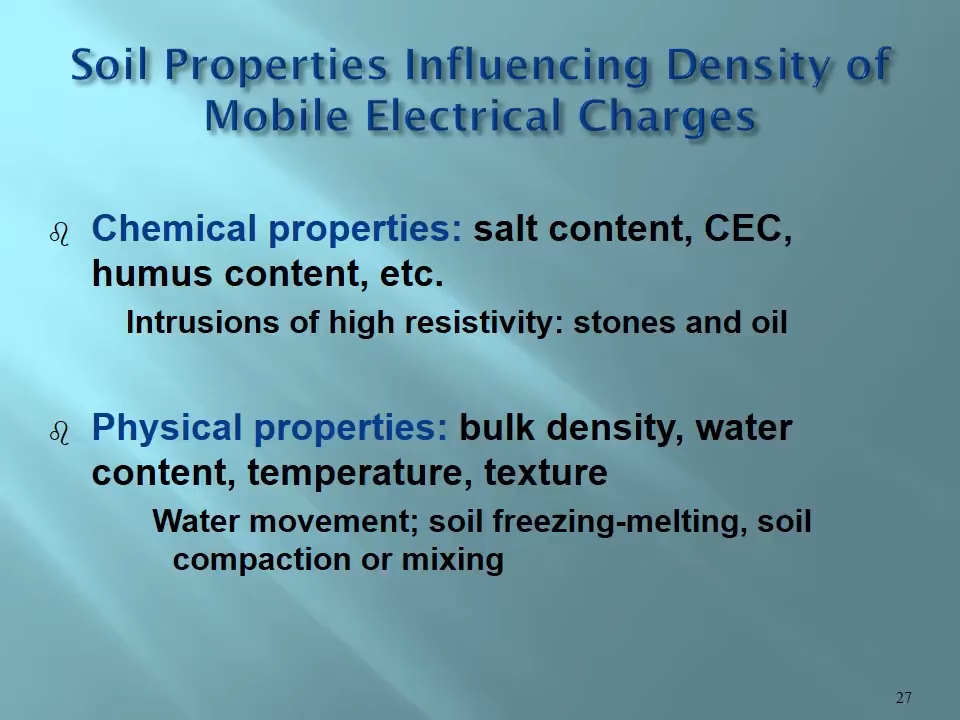 Soil Properties Influencing Density of
Mobile Electrical Charges
Chemical properties: salt content, CEC,
humus content, etc.
Intrusions of high resistivity: stones and oil
Physical properties: bulk density, water
content, temperature, texture
Water movement; soil freezing-melting, soil
compaction or mixing
27